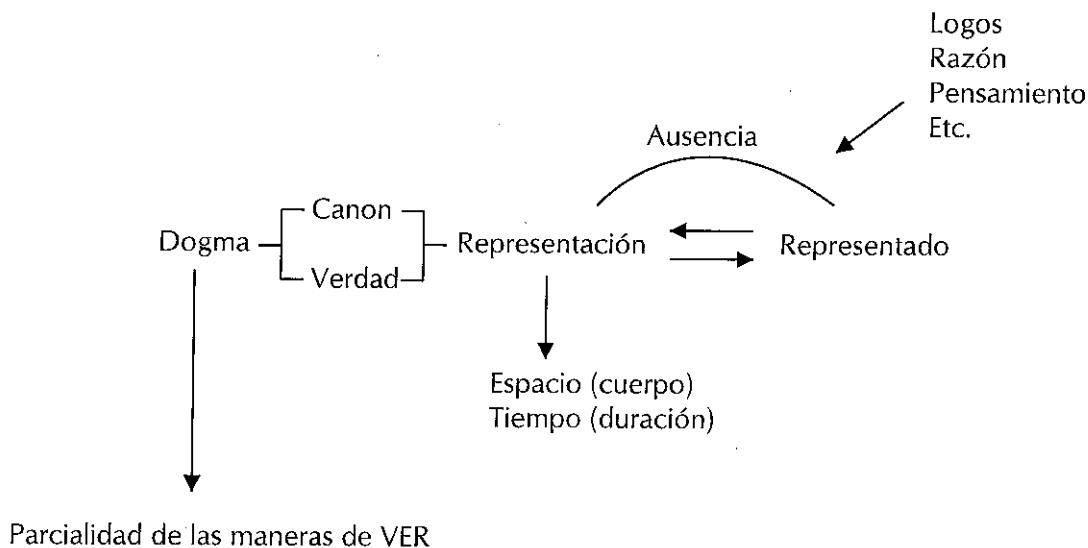 Logos
Razón
Pensamiento
Etc.
Ausencia
Canon
Dogma
Verdad
Representación
Representado
Espacio (cuerpo)
Tiempo (duración)
Parcialidad de las maneras de VER